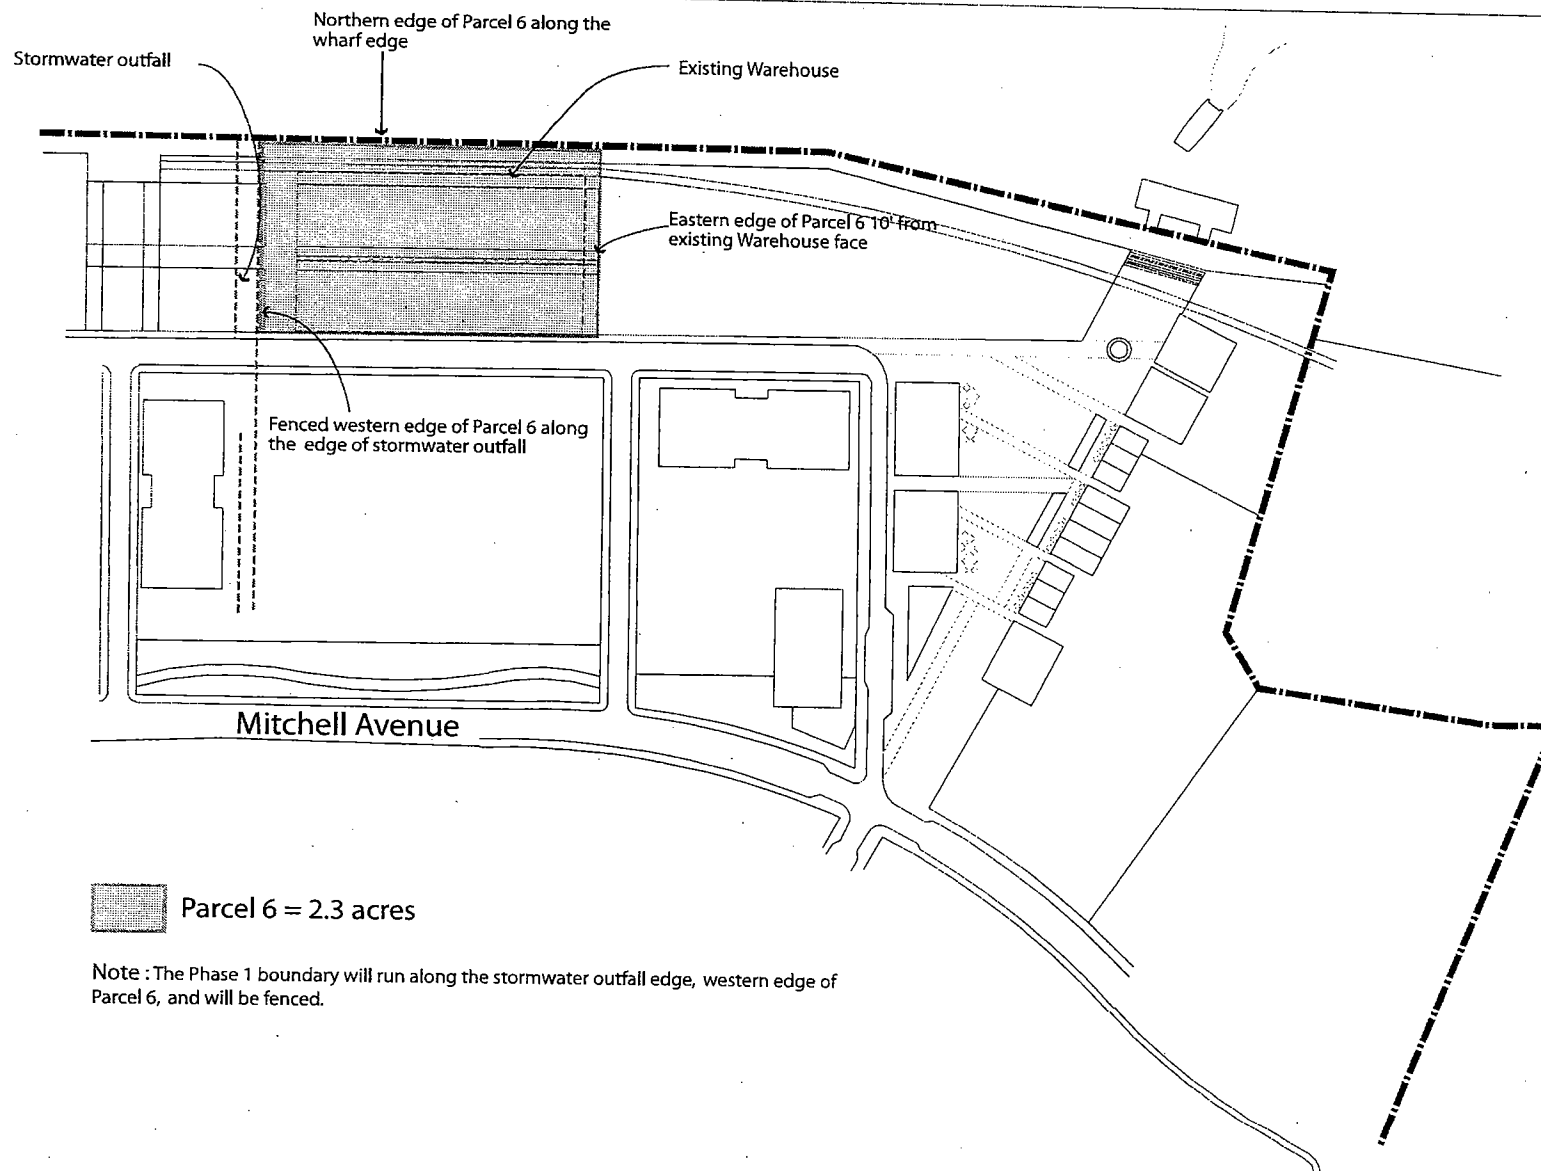 Northern edge of Parcel 6 along the
wharf edge
Stormwater outfall
Existing Warehouse
Eastern edge of Parcel 6 10' from
existing Warehouse face
Fenced western edge of Parcel 6 along
the edge of stormwater outfall
Mitchell Avenue
Parcel 6 = 2.3 acres
Note : The Phase 1 boundary will run along the stormwater outfall edge, western edge of
Parcel 6, and will be fenced.